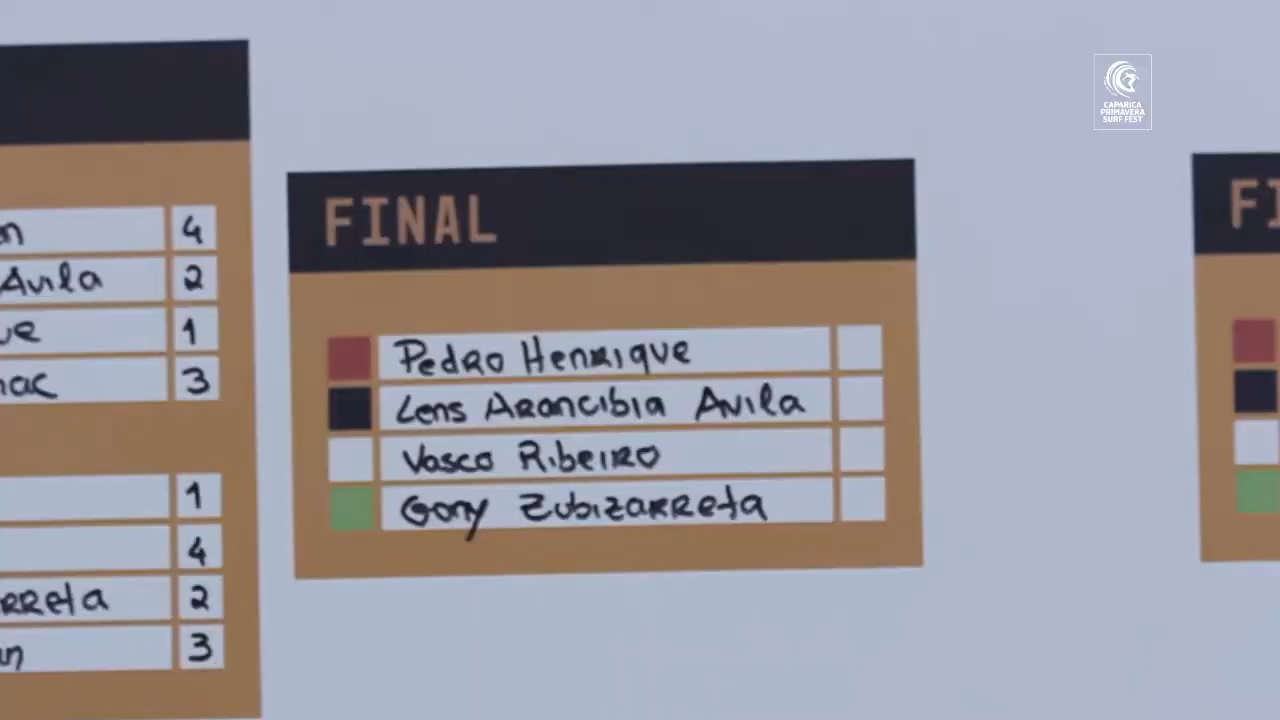 CAPARICA
PRIMAVERA
SURF FEST
4
Avila 2
1
3
1
4
2
3
FINAL
Pedro Henrique
Lens Arancibia Avila
Vasco Ribeiro
Gony Zubizarreta